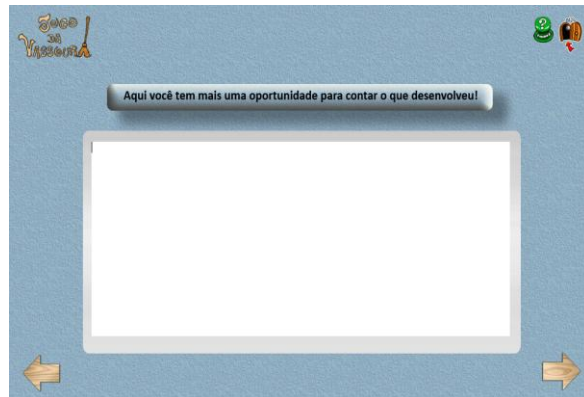 Jogo
da
Vassoura
?
Aqui você tem mais uma oportunidade para contar o que desenvolveu!